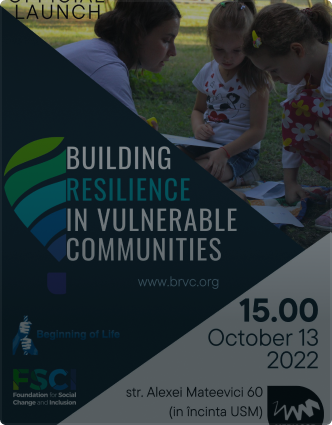 OFFICIAL
LAUNCH
BUILDING
RESILIENCE
IN VULNERABLE
COMMUNITIES
www.brvc.org
15.00
October 13
2022
Beginning of Life
FSCI
Foundation for Social
Change and Inclusion
str. Alexei Mateevici 60
(în incinta USM)